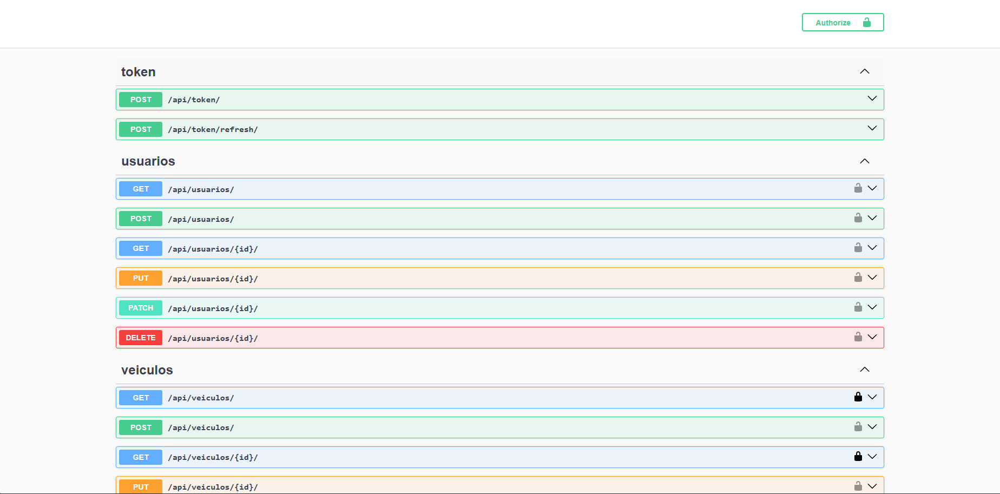 Authorize
token
POST /api/token/
POST /api/token/refresh/
usuarios
GET /api/usuarios/
POST /api/usuarios/
GET /api/usuarios/{id}/
PUT /api/usuarios/{id}/
PATCH /api/usuarios/{id}/
DELETE /api/usuarios/{id}/
veiculos
GET /api/veiculos/
POST /api/veiculos/
GET /api/veiculos/{id}/
PUT /api/veiculos/{id}/